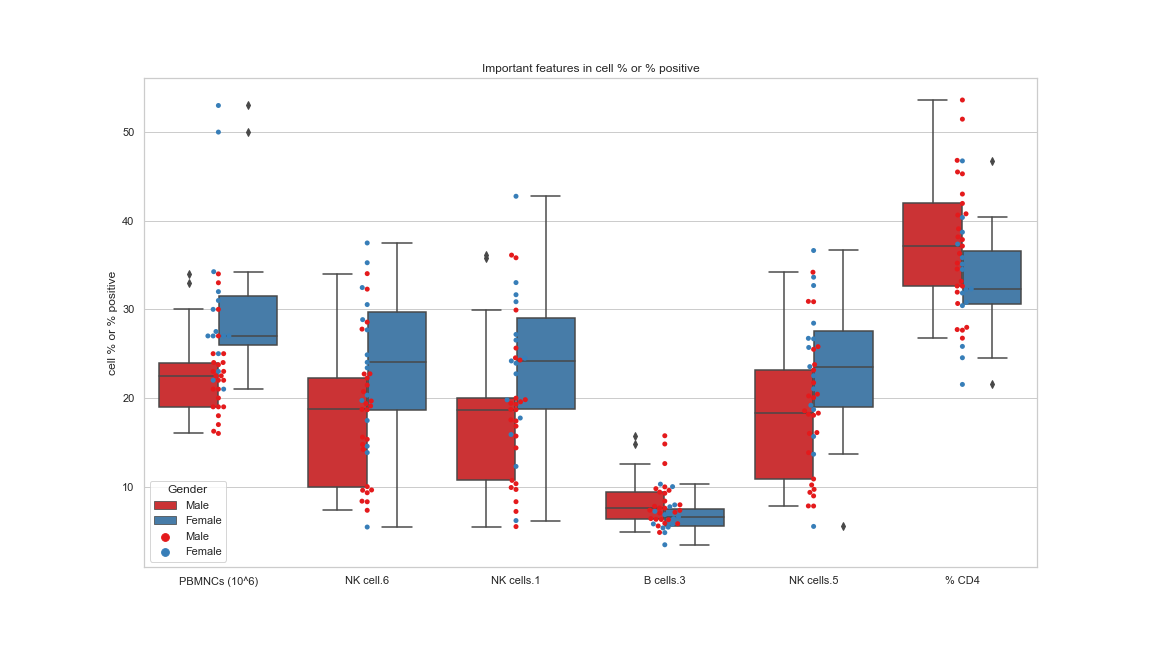 Important features in cell % or % positive
cell % or % positive
50
40
30
20
10
Gender
Male
Female
Male
Female
PBMNCs (10^6)
NK cell.6
NK cells.1
B cells.3
NK cells.5
% CD4